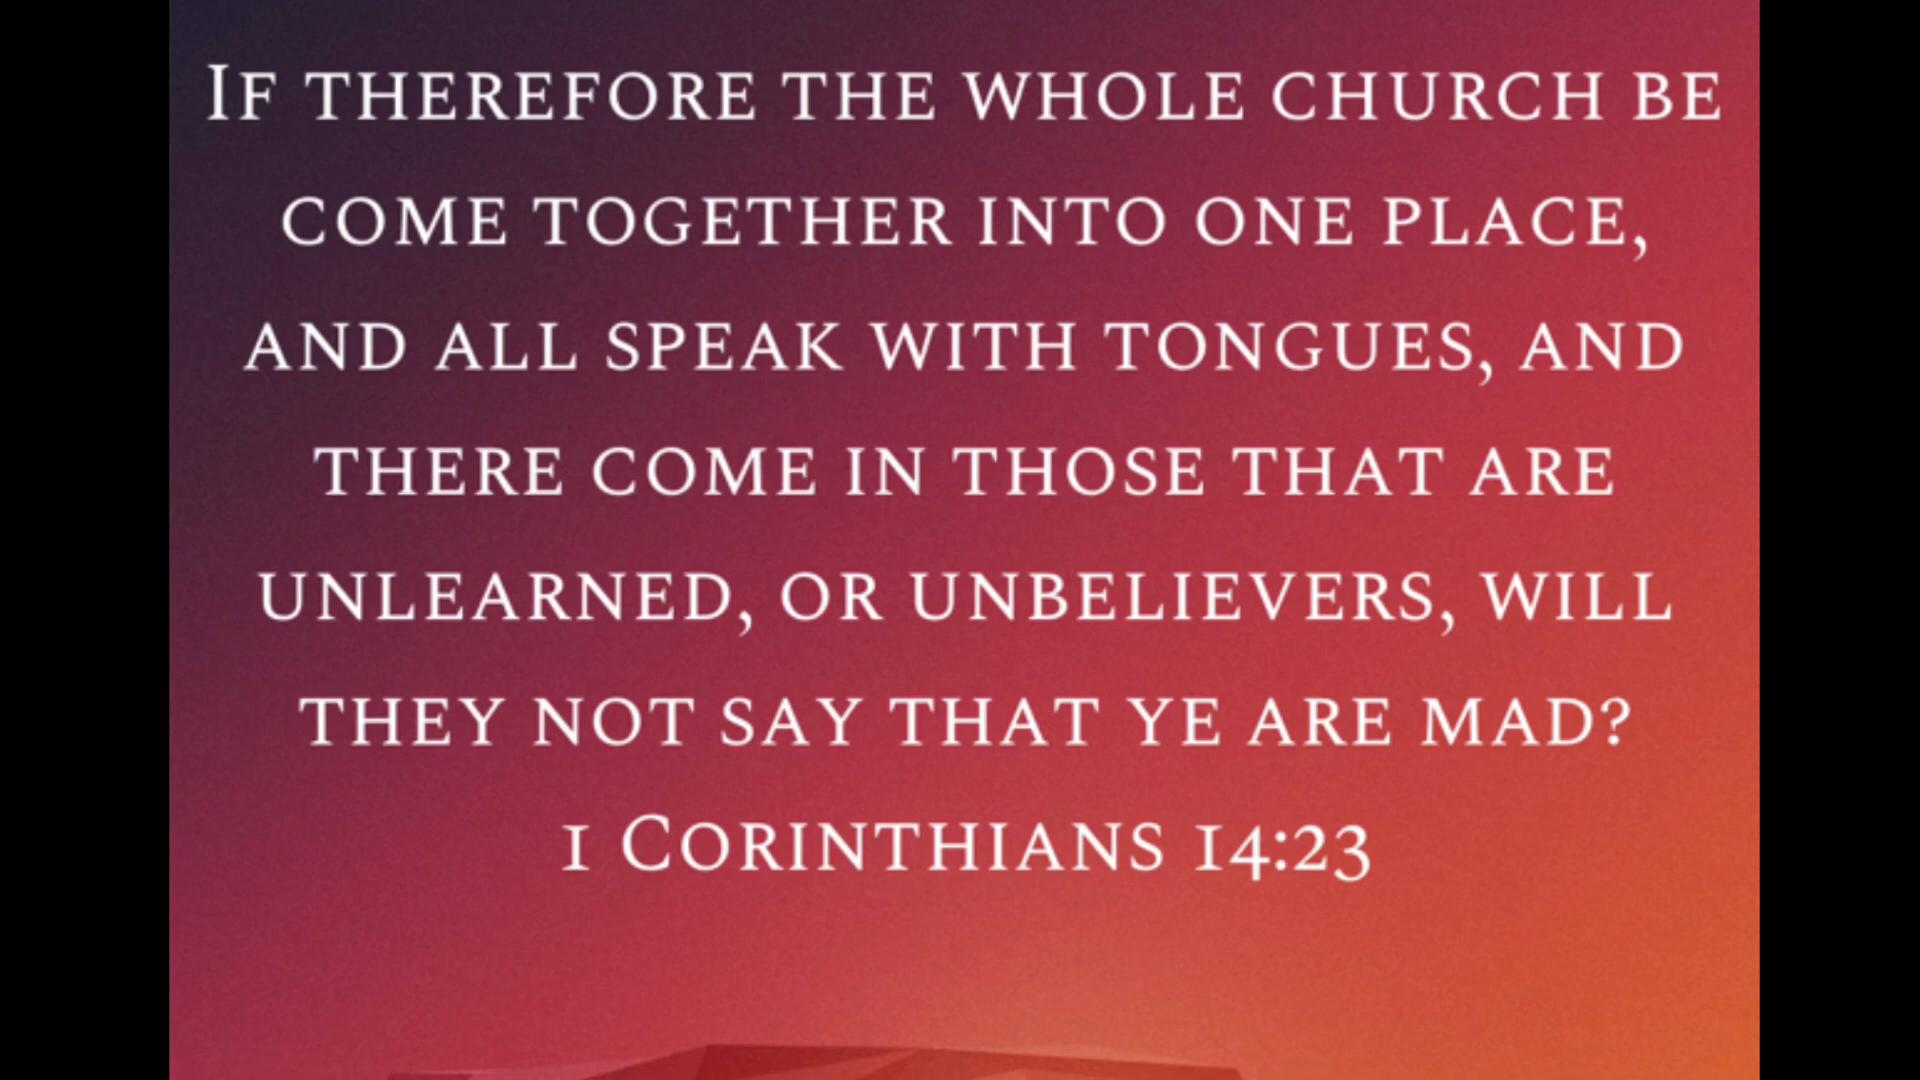 If therefore the whole church be
come together into one place,
and all speak with tongues, and
there come in those that are
unlearned, or unbelievers, will
they not say that ye are mad?
1 Corinthians 14:23